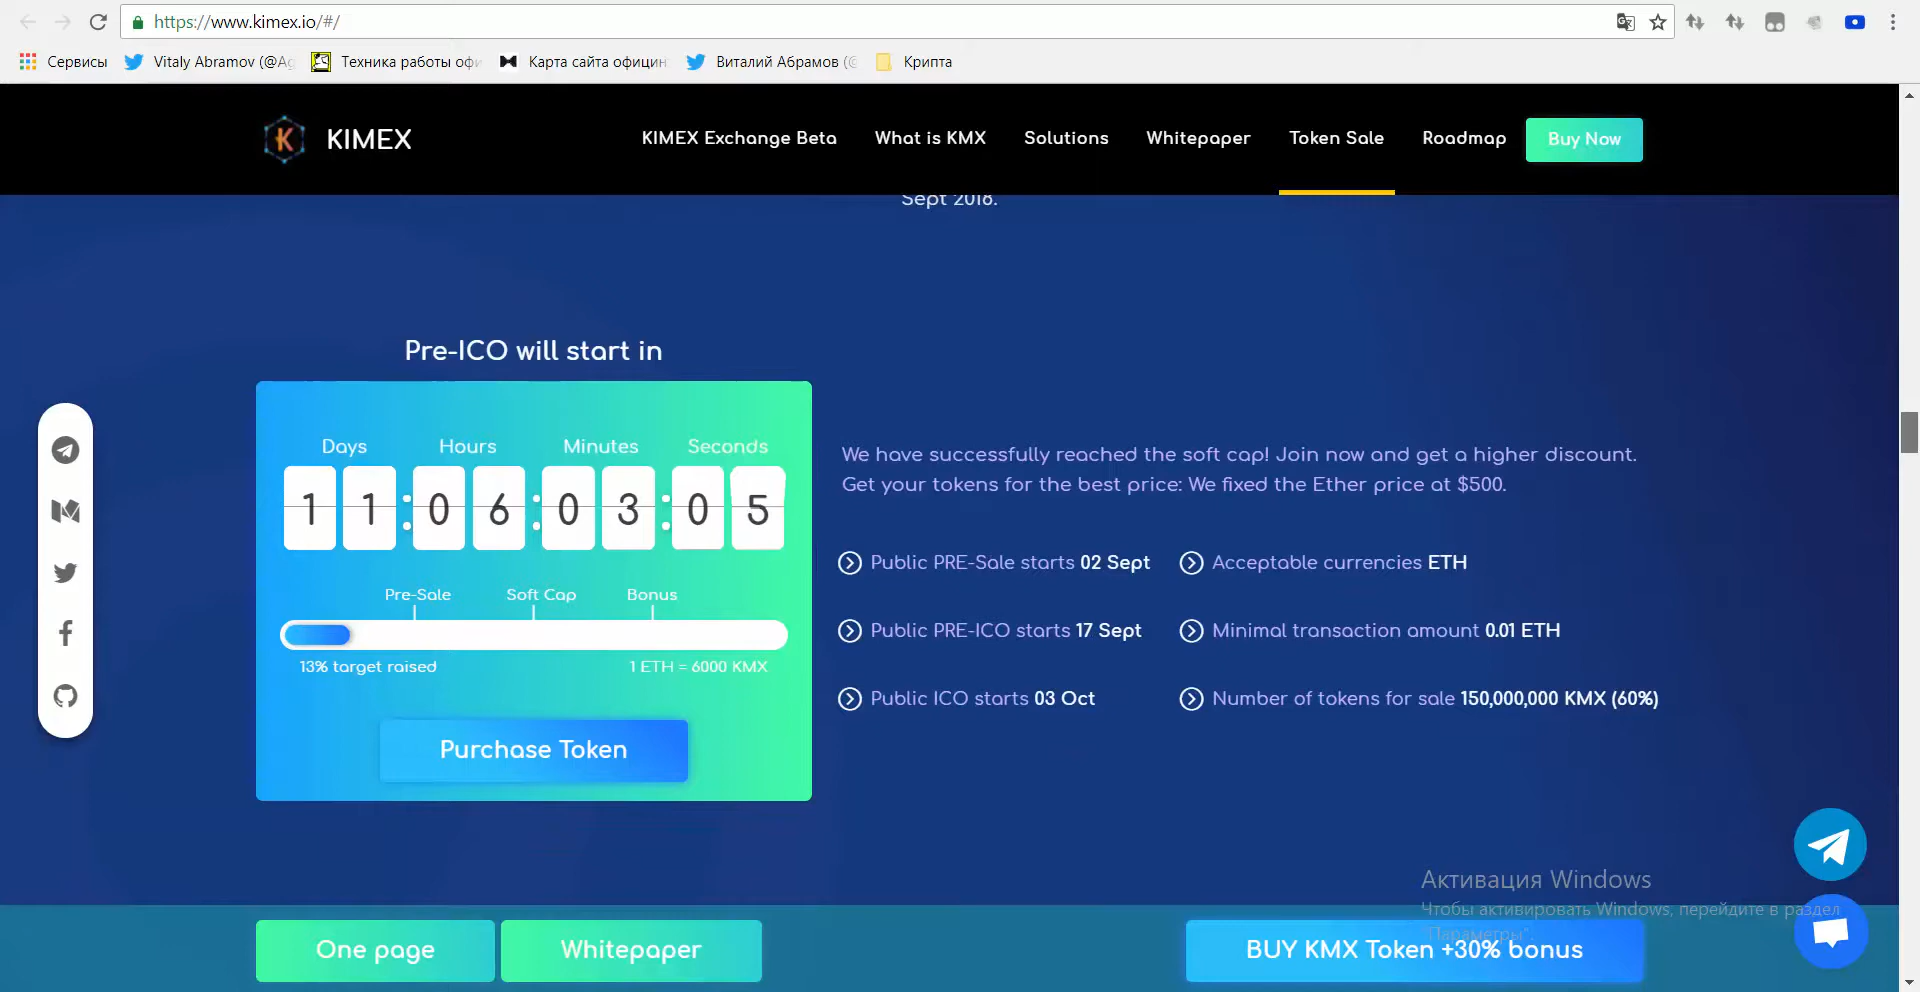 https://www.kimex.io/#/
Сервисы
Vitaly Abramov (@Ag
Техника работы офи
Карта сайта официн
Виталий Абрамов (@
Крипта
KIMEX
KIMEX Exchange Beta
What is KMX
Solutions
Whitepaper
Token Sale
Roadmap
Buy Now
Sept 2018.
Pre-ICO will start in
Days Hours Minutes Seconds
11:06:03:05
Pre-Sale Soft Cap Bonus
13% target raised
1 ETH = 6000 KMX
Purchase Token
We have successfully reached the soft cap! Join now and get a higher discount.
Get your tokens for the best price: We fixed the Ether price at $500.
Public PRE-Sale starts 02 Sept
Acceptable currencies ETH
Public PRE-ICO starts 17 Sept
Minimal transaction amount 0.01 ETH
Public ICO starts 03 Oct
Number of tokens for sale 150,000,000 KMX (60%)
Активация Windows
Чтобы активировать Windows, перейдите в раздел
"Параметры".
One page
Whitepaper
BUY KMX Token +30% bonus